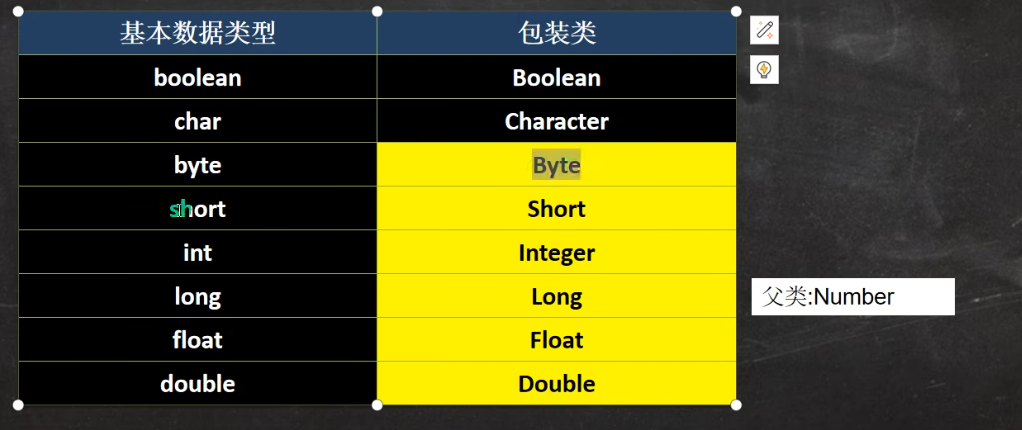 基本数据类型 包装类
boolean Boolean
char Character
byte Byte
short Short
int Integer
long Long
父类:Number
float Float
double Double